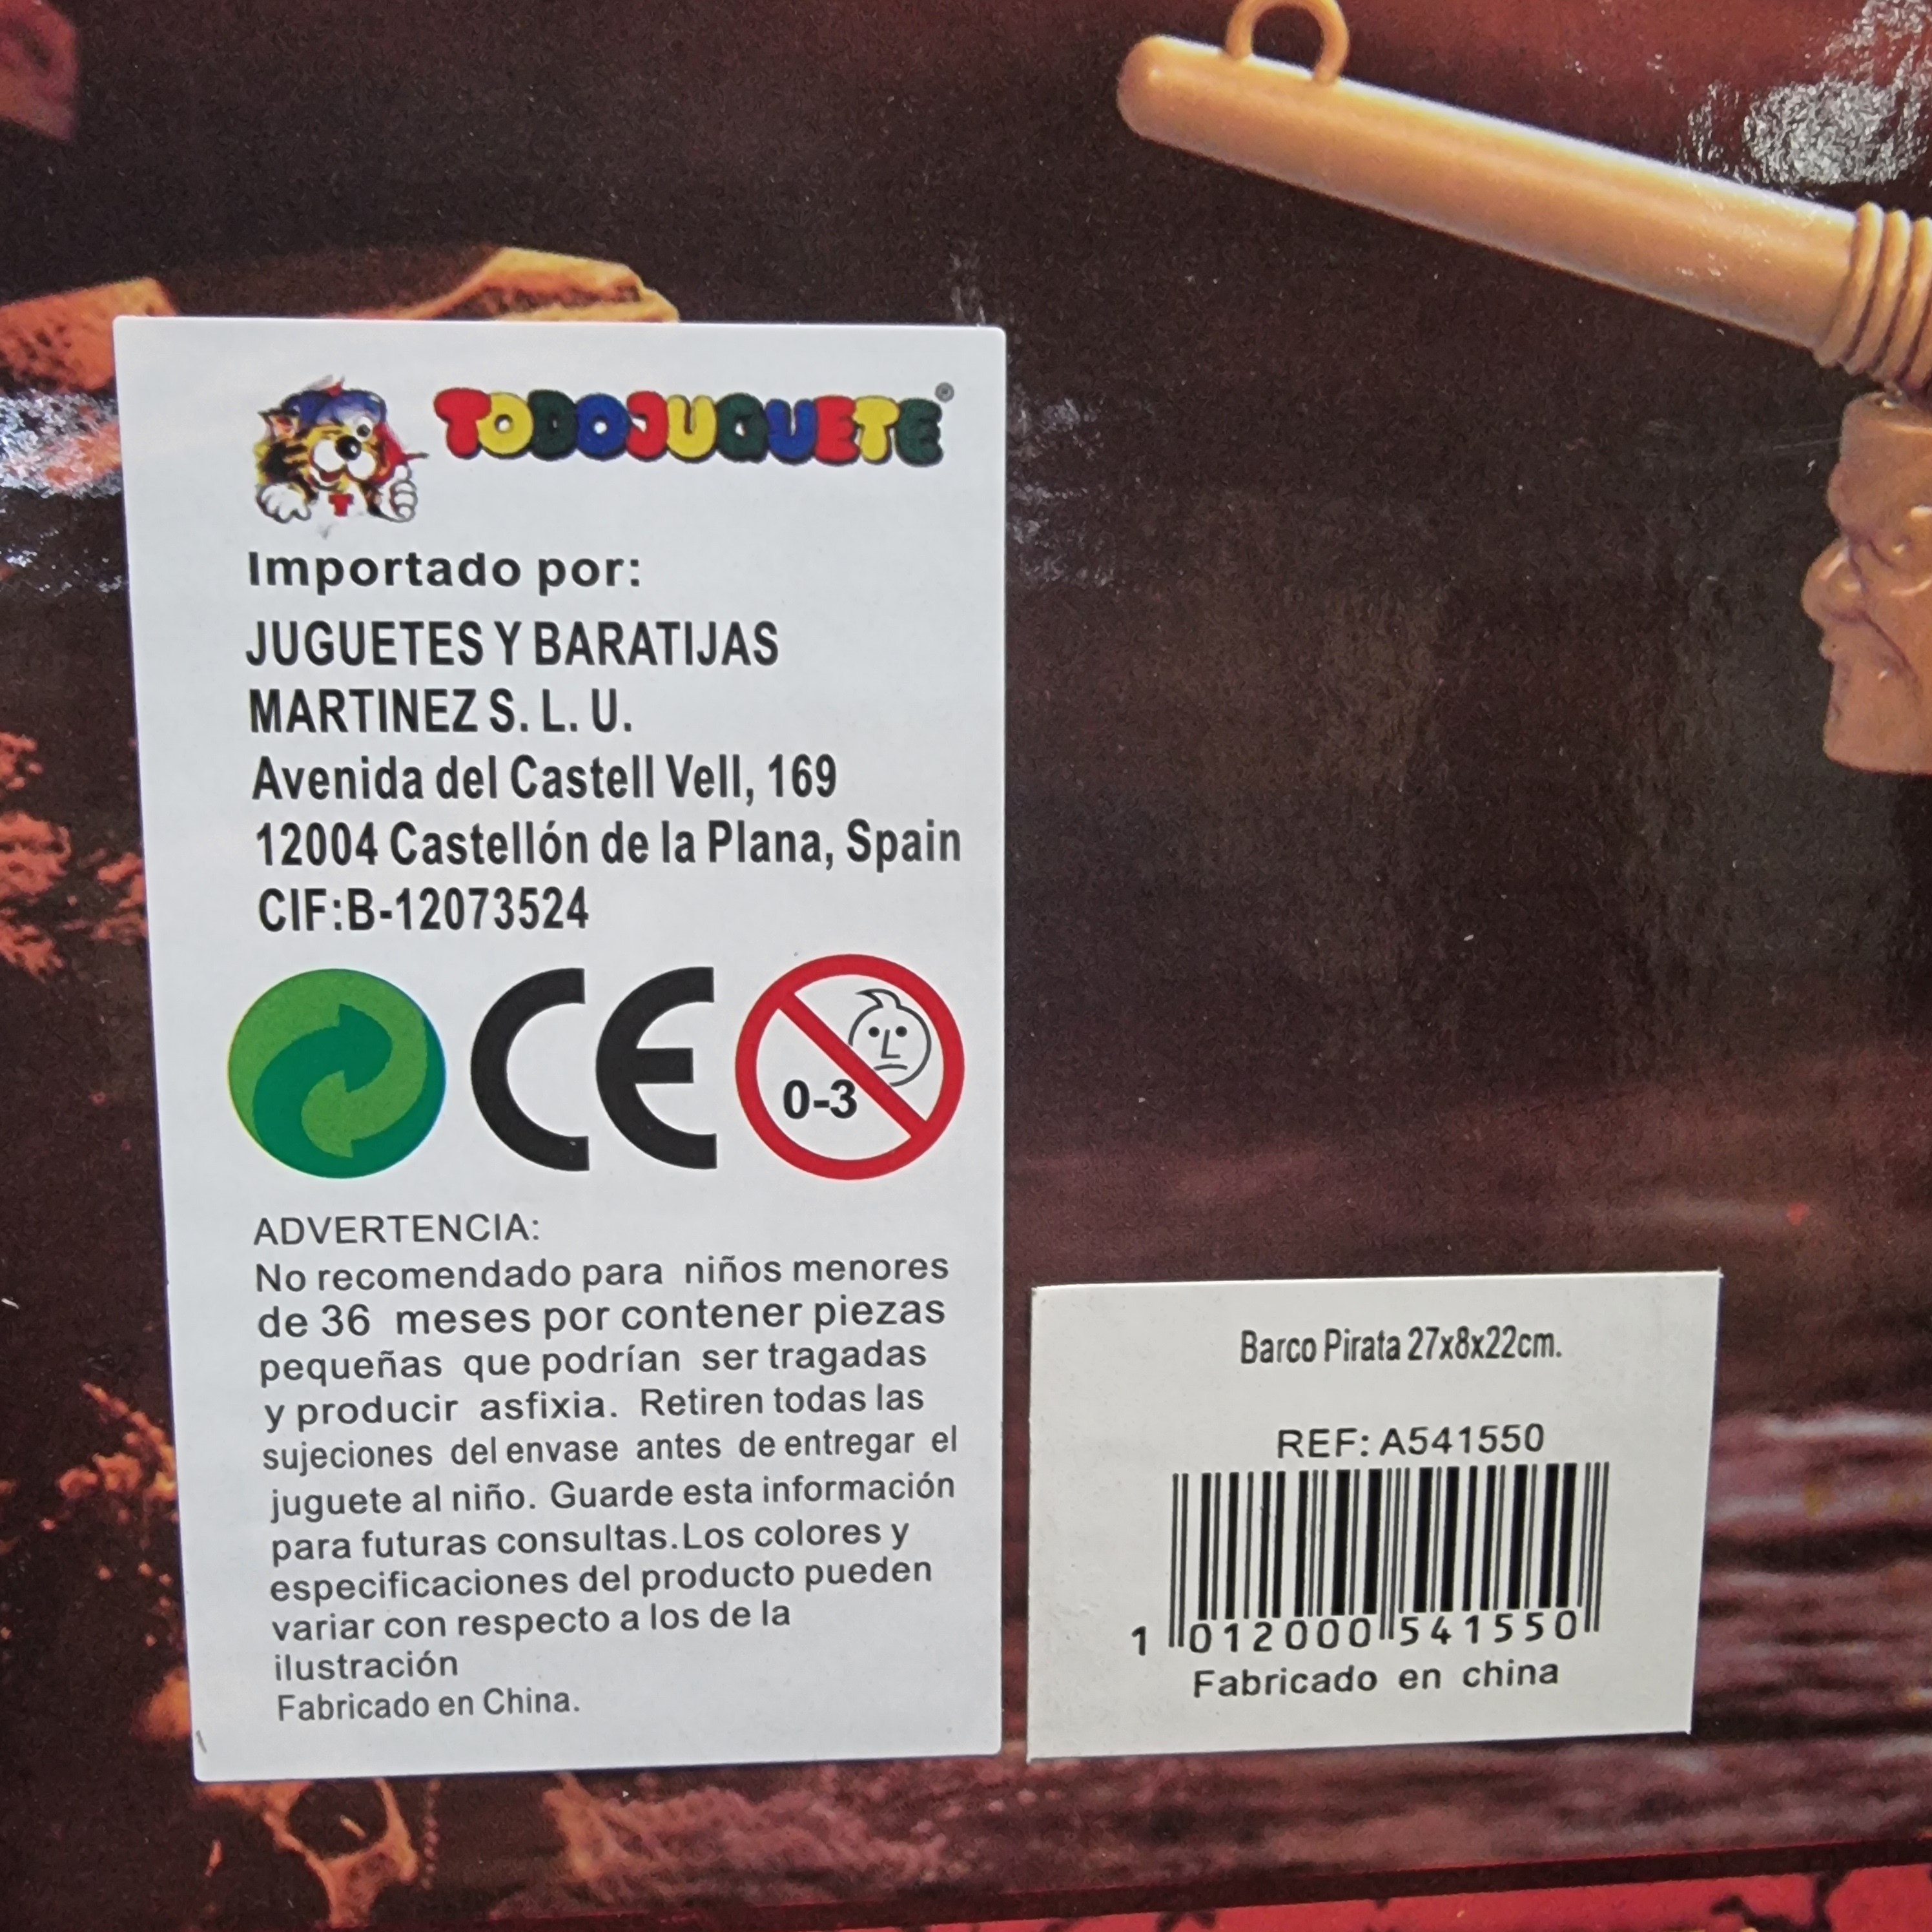 TODOJUGUETE®
T
Importado por:
JUGUETES Y BARATIJAS
MARTINEZ S. L. U.
Avenida del Castell Vell, 169
12004 Castellón de la Plana, Spain
CIF:B-12073524
CE
0-3
ADVERTENCIA:
No recomendado para niños menores
de 36 meses por contener piezas
pequeñas que podrían ser tragadas
y producir asfixia. Retiren todas las
sujeciones del envase antes de entregar el
juguete al niño. Guarde esta información
para futuras consultas.Los colores y
especificaciones del producto pueden
variar con respecto a los de la
ilustración
Fabricado en China.
Barco Pirata 27x8x22cm.
REF: A541550
1 012000 541550
Fabricado en china